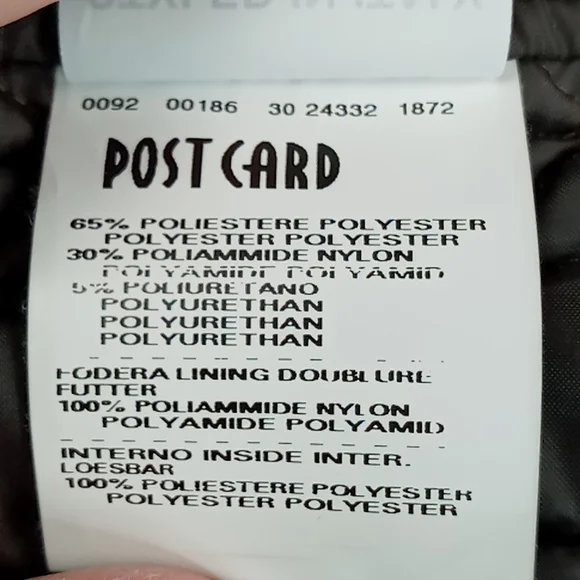 0092 00186 30 24332 1872
POSTCARD
65% POLIESTERE POLYESTER
POLYESTER POLYESTER
30% POLIAMMIDE NYLON
POLYAMIDE POLYAMID
5% POLIURETANO
POLYURETHAN
POLYURETHAN
POLYURETHAN
FODERA LINING DOUBLURE
FUTTER
100% POLIAMMIDE NYLON
POLYAMIDE POLYAMID
INTERNO INSIDE INTER.
LOESBAR
100% POLIESTERE POLYESTER
POLYESTER POLYESTER